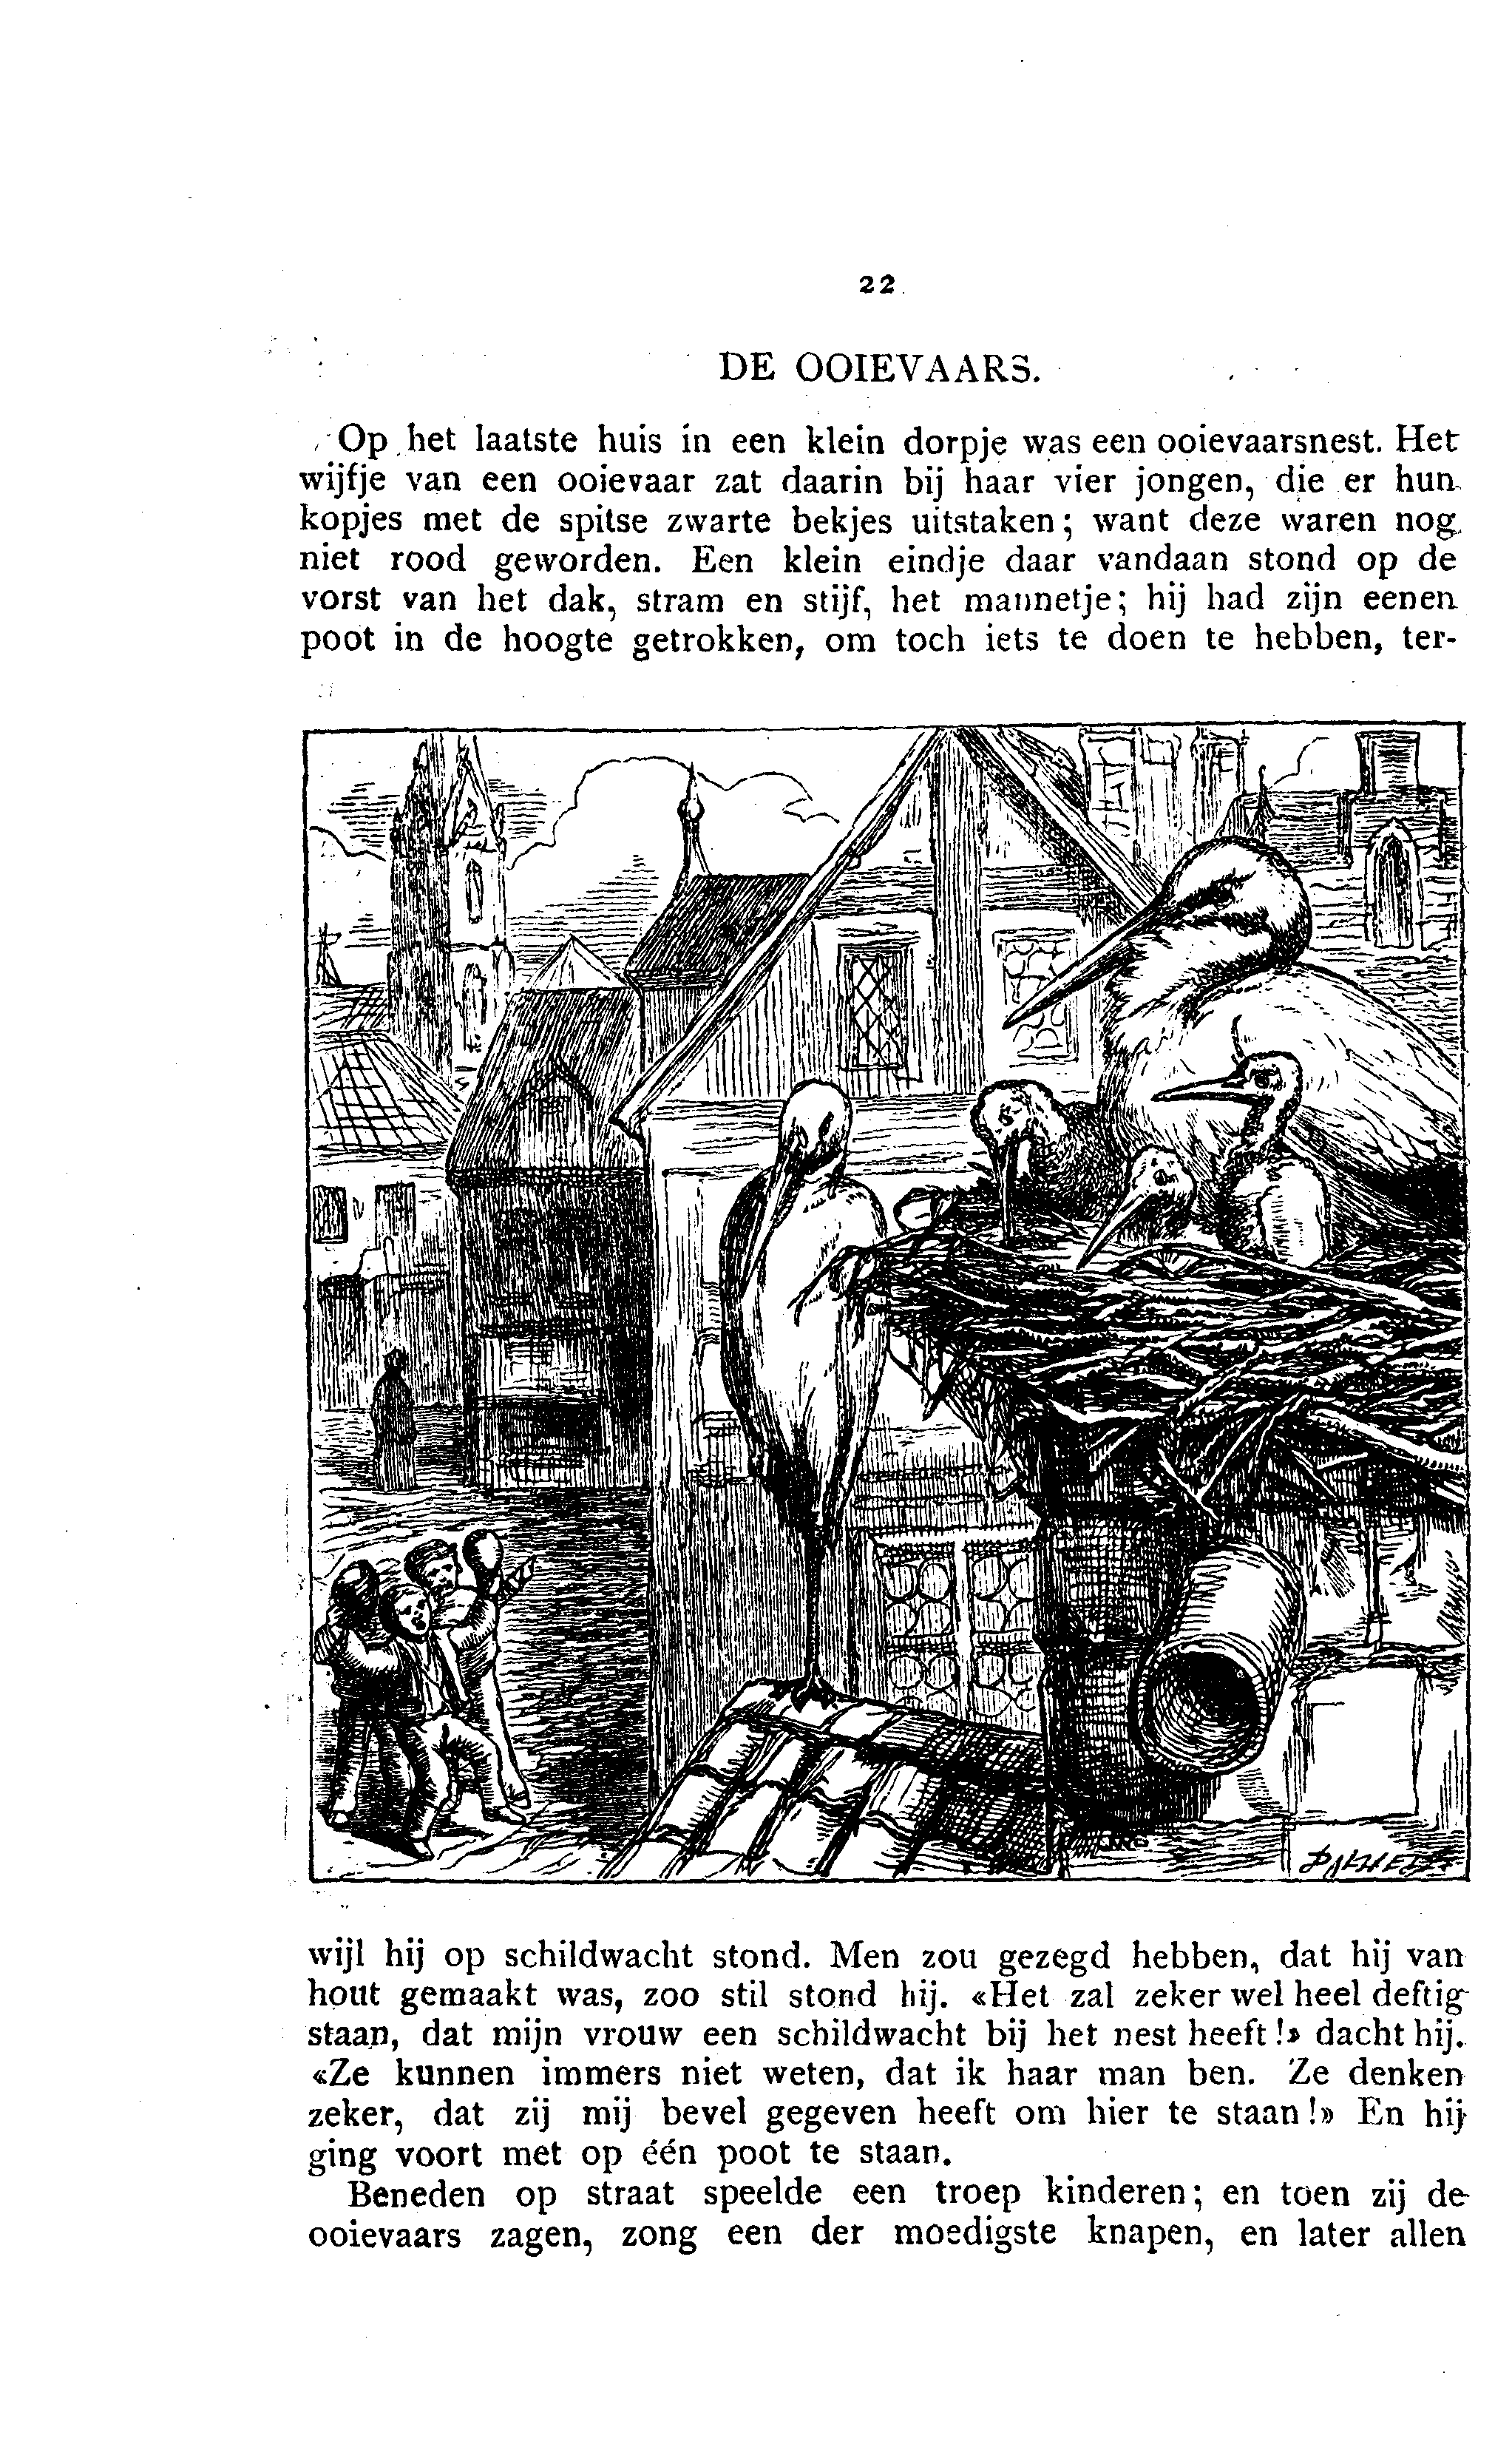 22
DE OOIEVAARS.
Op het laatste huis in een klein dorpje was een ooievaarsnest. Het
wijfje van een ooievaar zat daarin bij haar vier jongen, die er hun
kopjes met de spitse zwarte bekjes uitstaken; want deze waren nog
niet rood geworden. Een klein eindje daar vandaan stond op de
vorst van het dak, stram en stijf, het mannetje; hij had zijn eenen
poot in de hoogte getrokken, om toch iets te doen te hebben, ter-
wijl hij op schildwacht stond. Men zou gezegd hebben, dat hij van
hout gemaakt was, zoo stil stond hij. «Het zal zeker wel heel deftig
staan, dat mijn vrouw een schildwacht bij het nest heeft!» dacht hij.
«Ze kunnen immers niet weten, dat ik haar man ben. Ze denken
zeker, dat zij mij bevel gegeven heeft om hier te staan!» En hij
ging voort met op één poot te staan.
Beneden op straat speelde een troep kinderen; en toen zij de
ooievaars zagen, zong een der moedigste knapen, en later allen